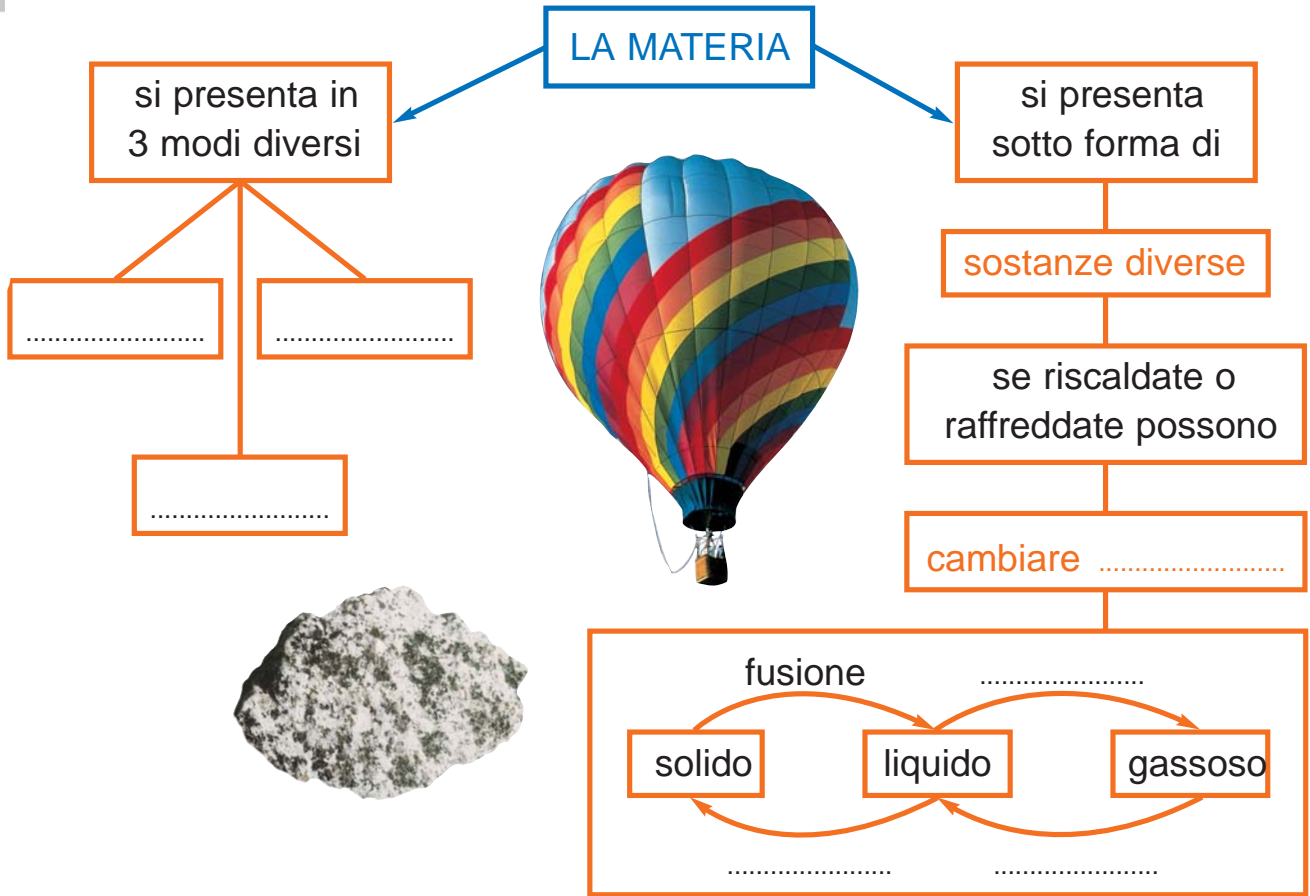 LA MATERIA
si presenta in
3 modi diversi
........................
........................
........................
si presenta
sotto forma di
sostanze diverse
se riscaldate o
raffreddate possono
cambiare ..........................
fusione
......................
solido
liquido
gassoso
......................
......................